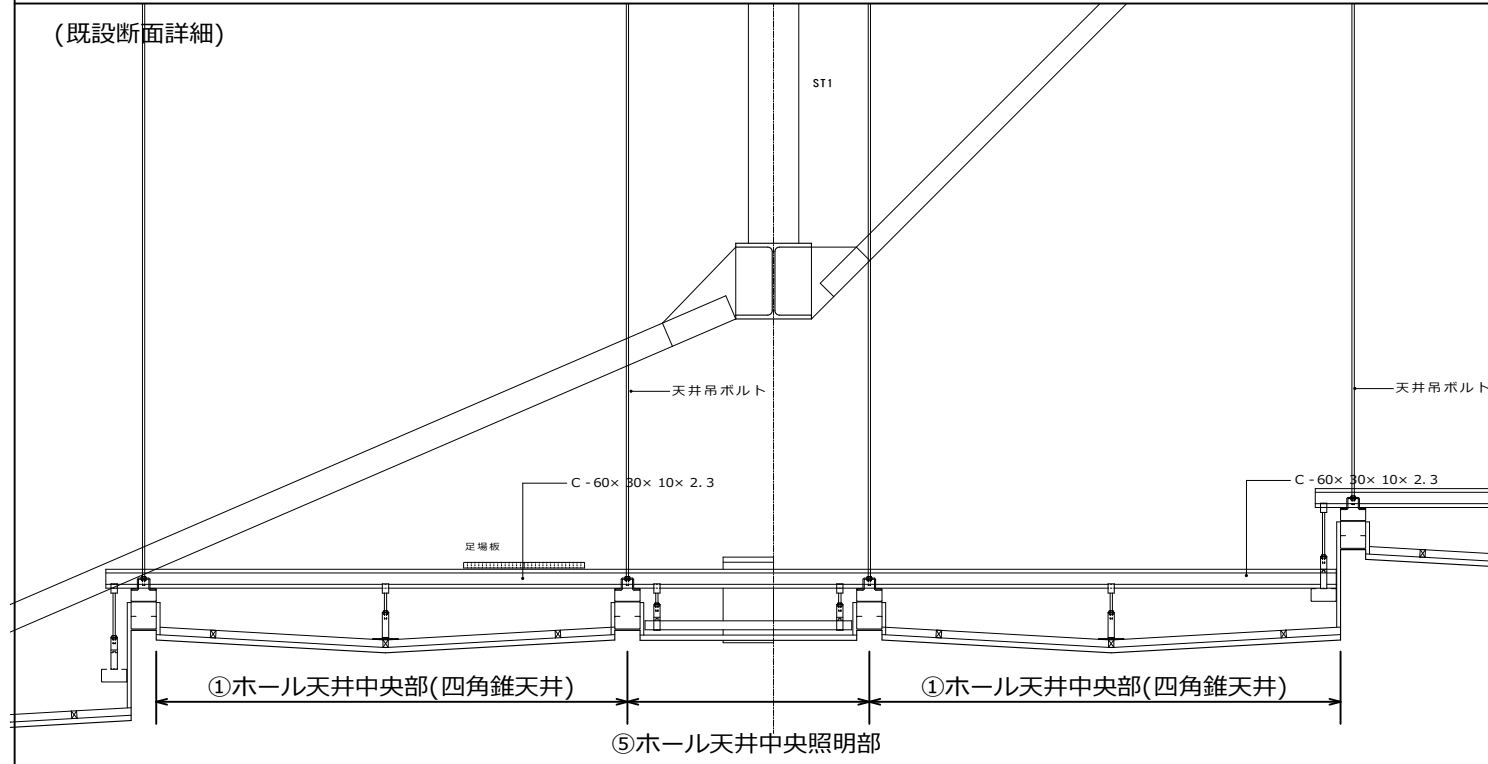 (既設断面詳細)
ST1
天井吊ボルト
天井吊ボルト
C-60×30×10×2.3
C-60×30×10×2.3
足場板
①ホール天井中央部(四角錐天井)
①ホール天井中央部(四角錐天井)
⑤ホール天井中央照明部